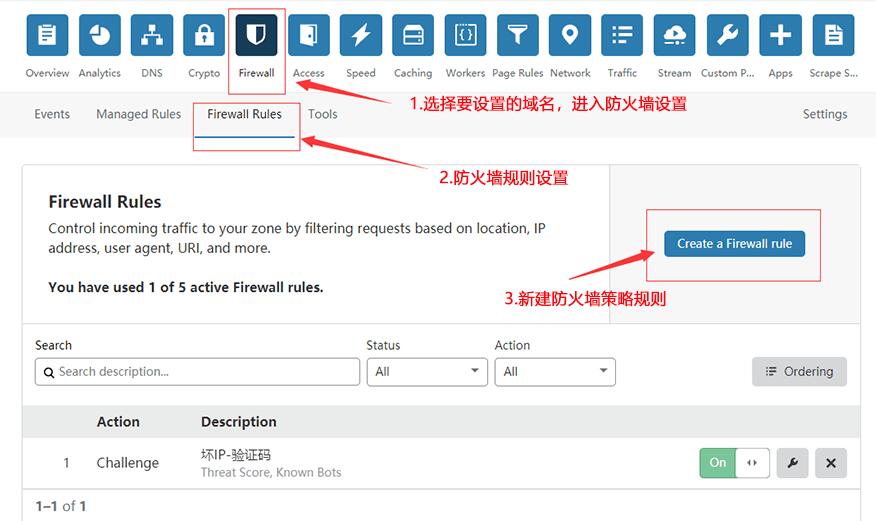 Overview Analytics DNS Crypto Firewall Access Speed Caching Workers Page Rules Network Traffic Stream Custom P... Apps Scrape S...
1.选择要设置的域名，进入防火墙设置
Events Managed Rules Firewall Rules Tools Settings
2.防火墙规则设置
Firewall Rules
Control incoming traffic to your zone by filtering requests based on location, IP
address, user agent, URI, and more.
Create a Firewall rule
You have used 1 of 5 active Firewall rules.
3.新建防火墙策略规则
Search Status Action
Search description... All All Ordering
Action Description
1 Challenge 坏IP-验证码 On
Threat Score, Known Bots
1–1 of 1